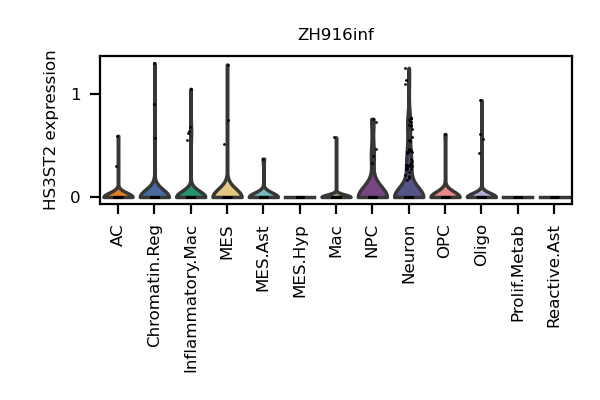 ZH916inf
HS3ST2 expression
1
0
AC
Chromatin.Reg
Inflammatory.Mac
MES
MES.Ast
MES.Hyp
Mac
NPC
Neuron
OPC
Oligo
Prolif.Metab
Reactive.Ast